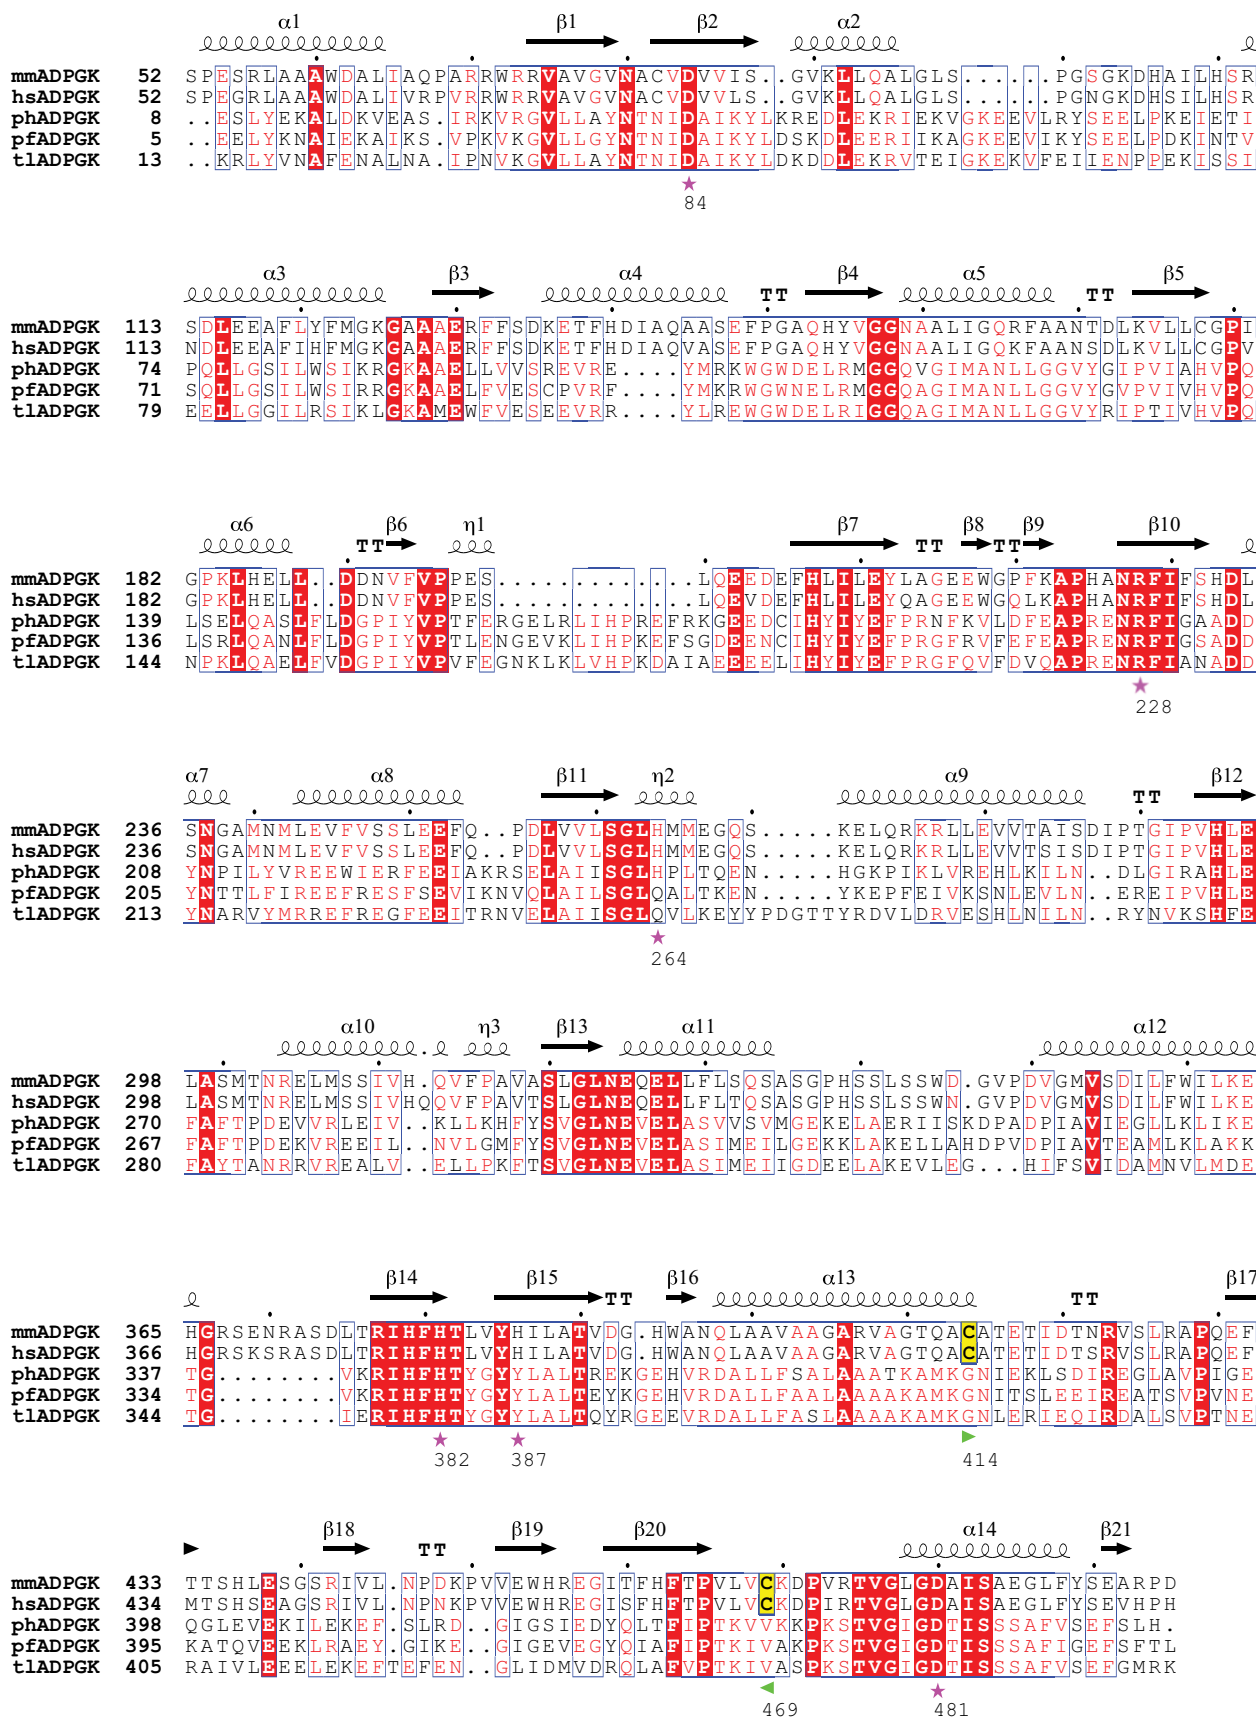 α1 β1 β2 α2
mmADPGK 52 SPESRLAAAWDALIAQPARRWRRVAVGVNACVDVVIS..GVKLLQALGLS......PGSGKDHAILHSR
hsADPGK 52 SPEGRLAAAWDALIVRPVRRWRRVAVGVNACVDVVLS..GVKLLQALGLS......PGNGKDHSILHSR
phADPGK 8 ..ESLYEKALDKVEAS.IRKVRGVLLAYNTNIDAIKYLKREDLEKRIEKVGKEEVLRYSEELPKEIETI
pfADPGK 5 ..EELYKNAIEKAIKS.VPKVKGVLLGYNTNIDAIKYLDSKDLEERIIKAGKEEVIKYSEELPDKINTV
tlADPGK 13 ..KRLYVNAFENALNA.IPNVKGVLLAYNTNIDAIKYLDKDDLEKRVTEIGKEKVFEIIENPPEKISSI
84
α3 β3 α4 TT β4 α5 TT β5
mmADPGK 113 SDLEEAFLYFMGKGAAAERFFSDKETFHDIAQAASEFPGAQHYVGGNAALIGQRFAANTDLKVLLCGPI
hsADPGK 113 NDLEEAFIHFMGKGAAAERFFSDKETFHDIAQVASEFPGAQHYVGGNAALIGQKFAANSDLKVLLCGPV
phADPGK 74 PQLLGSILWSIKRGKAAELLVVSREVRE....YMRKWGWDELRMGGQVGIMANLLGGVYGIPVIAHVPQ
pfADPGK 71 SQLLGSILWSIRRGKAAELFVESCPVRF....YMKRWGWNELRMGGQAGIMANLLGGVYGVPVIVHVPQ
tlADPGK 79 EELLGGILRSIKLGKAMEWFVESEEVRR....YLREWGWDELRIGGQAGIMANLLGGVYRIPTIVHVPQ
α6 TT β6 η1 β7 TT β8 TT β9 β10
mmADPGK 182 GPKLHELL..DDNVFVPPES.............LQEEDEFHLILEYLAGEEWGPFKAPHANRFIFSHDL
hsADPGK 182 GPKLHELL..DDNVFVPPES.............LQEVDEFHLILEYQAGEEWGQLKAPHANRFIFSHDL
phADPGK 139 LSELQASLFLDGPIYVPTFERGELRLIHPREFRKGEEDCIHYIYEFPRNFKVLDFEAPRENRFIGAADD
pfADPGK 136 LSRLQANLFLDGPIYVPTLENGEVKLIHPKEFSGDEENCIHYIYEFPRGFRVFEFEAPRENRFIGSADD
tlADPGK 144 NPKLQAELFVDGPIYVPVFEGNKLKLVHPKDAIAEEEELIHYIYEFPRGFQVFDVQAPRENRFIANADD
228
α7 α8 β11 η2 α9 TT β12
mmADPGK 236 SNGAMNMLEVFVSSLEEFQ..PDLVVLSGLHMMEGQS.....KELQRKRLLEVVTAISDIPTGIPVHLE
hsADPGK 236 SNGAMNMLEVFVSSLEEFQ..PDLVVLSGLHMMEGQS.....KELQRKRLLEVVTSISDIPTGIPVHLE
phADPGK 208 YNPILYVREEWIERFEEIAKRSELAIISGLHPLTQEN.....HGKPIKLVREHLKILN..DLGIRAHLE
pfADPGK 205 YNTTLFIREEFRESFSEVIKNVQLAILSGLQALTKEN.....YKEPFEIVKSNLEVLN..EREIPVHLE
tlADPGK 213 YNARVYMRREFREGFEEITRNVELAIISGLQVLKEYYPDGTTYRDVLDRVESHLNILN..RYNVKSHFE
264
α10 η3 β13 α11 α12
mmADPGK 298 LASMTNRELMSSIVH.QVFPAVASLGLNEQELLFLSQSASGPHSSLSSWD.GVPDVGMVSDILFWILKE
hsADPGK 298 LASMTNRELMSSIVHQQVFPAVTSLGLNEQELLFLTQSASGPHSSLSSWN.GVPDVGMVSDILFWILKE
phADPGK 270 FAFTPDEVVRLEIV..KLLKHFYSVGLNEVELASVVSVMGEKELAERIISKDPADPIAVIEGLLKLIKE
pfADPGK 267 FAFTPDEKVREEIL..NVLGMFYSVGLNEVELASIMEILGEKKLAKELLAHDPVDPIAVTEAMLKLAKK
tlADPGK 280 FAYTANRRVREALV..ELLPKFTSVGLNEVELASIMEIIGDEELAKEVLEG...HIFSVIDAMNVLMDE
β14 β15 TT β16 α13 TT β17
mmADPGK 365 HGRSENRASDLTRIHFHTLVYHILATVDG.HWANQLAAVAAGARVAGTQACATETIDTNRVSLRAPQEF
hsADPGK 366 HGRSKSRASDLTRIHFHTLVYHILATVDG.HWANQLAAVAAGARVAGTQACATETIDTSRVSLRAPQEF
phADPGK 337 TG........VKRIHFHTYGYYLALTREKGEHVRDALLFSALAAATKAMKGNIEKLSDIREGLAVPIGE
pfADPGK 334 TG........VKRIHFHTYGYYLALTEYKGEHVRDALLFAALAAAAKAMKGNITSLEEIREATSVPVNE
tlADPGK 344 TG........IERIHFHTYGYYLALTQYRGEEVRDALLFASLAAAAKAMKGNLERIEQIRDALSVPTNE
382 387 414
β18 TT β19 β20 α14 β21
mmADPGK 433 TTSHLESGSRIVL.NPDKPVVEWHREGITFHFTPVLVCKDPVRTVGLGDAISAEGLFYSEARPD
hsADPGK 434 MTSHSEAGSRIVL.NPNKPVVEWHREGISFHFTPVLVCKDPIRTVGLGDAISAEGLFYSEVHPH
phADPGK 398 QGLEVEKILEKEF.SLRD..GIGSIEDYQLTFIPTKVVKKPKSTVGIGDTISSSAFVSEFSLH.
pfADPGK 395 KATQVEEKLRAEY.GIKE..GIGEVEGYQIAFIPTKIVAKPKSTVGIGDTISSSAFIGEFSFTL
tlADPGK 405 RAIVLEEELEKEFTEFEN..GLIDMVDRQLAFVPTKIVASPKSTVGIGDTISSSAFVSEFGMRK
469 481